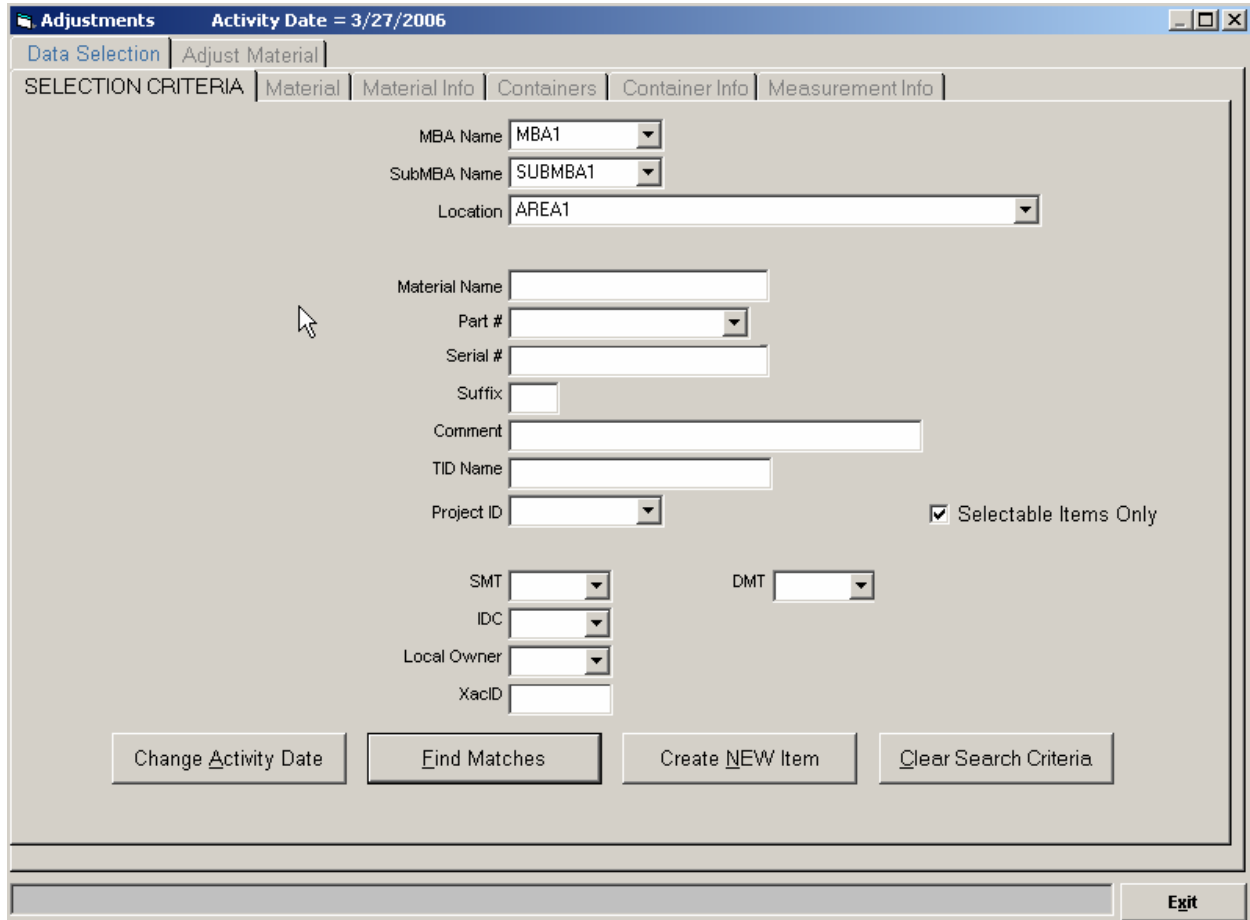 Adjustments Activity Date = 3/27/2006
Data Selection Adjust Material
SELECTION CRITERIA Material Material Info Containers Container Info Measurement Info
MBA Name MBA1
SubMBA Name SUBMBA1
Location AREA1
Material Name
Part #
Serial #
Suffix
Comment
TID Name
Project ID Selectable Items Only
SMT DMT
IDC
Local Owner
XacID
Change Activity Date Find Matches Create NEW Item Clear Search Criteria
Exit